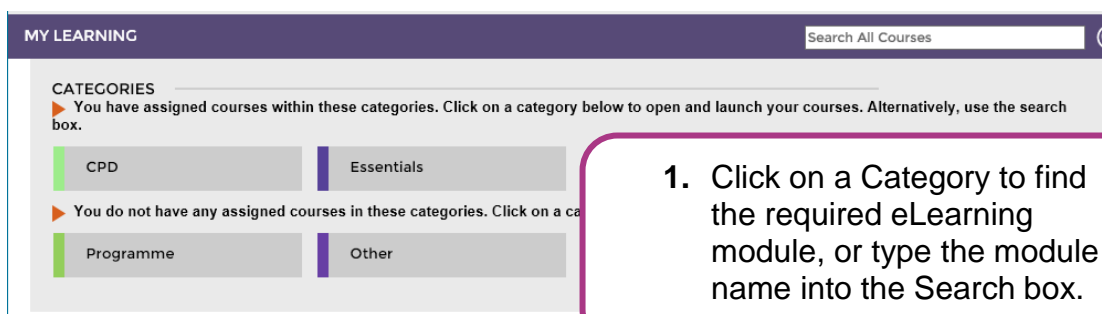 MY LEARNING
Search All Courses
CATEGORIES
You have assigned courses within these categories. Click on a category below to open and launch your courses. Alternatively, use the search
box.
CPD
Essentials
You do not have any assigned courses in these categories. Click on a
Programme
Other
1. Click on a Category to find
the required eLearning
module, or type the module
name into the Search box.